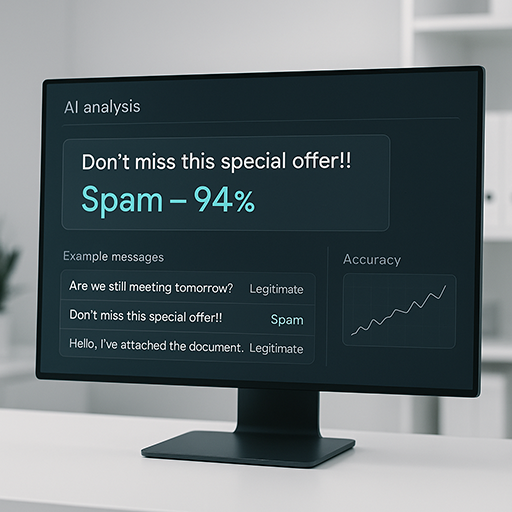 AI analysis
Don't miss this special offer!!
Spam – 94%
Example messages
Are we still meeting tomorrow? Legitimate
Don't miss this special offer!! Spam
Hello, I've attached the document. Legitimate
Accuracy